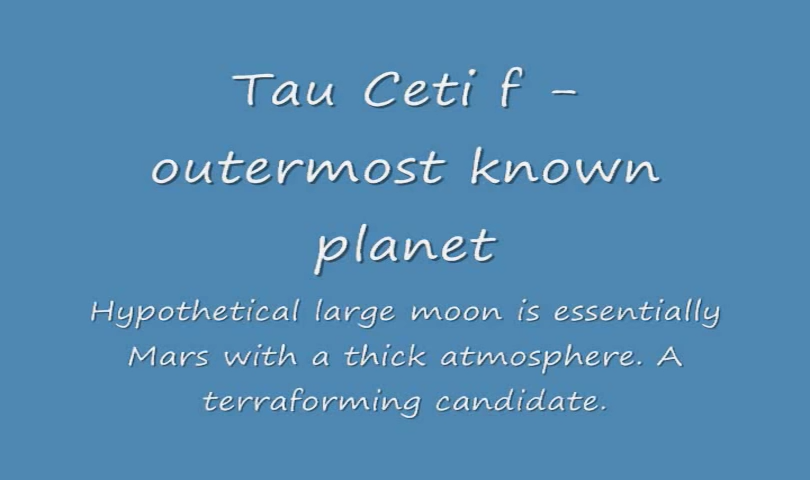 Tau Ceti f -
outermost known
planet
Hypothetical large moon is essentially
Mars with a thick atmosphere. A
terraforming candidate.